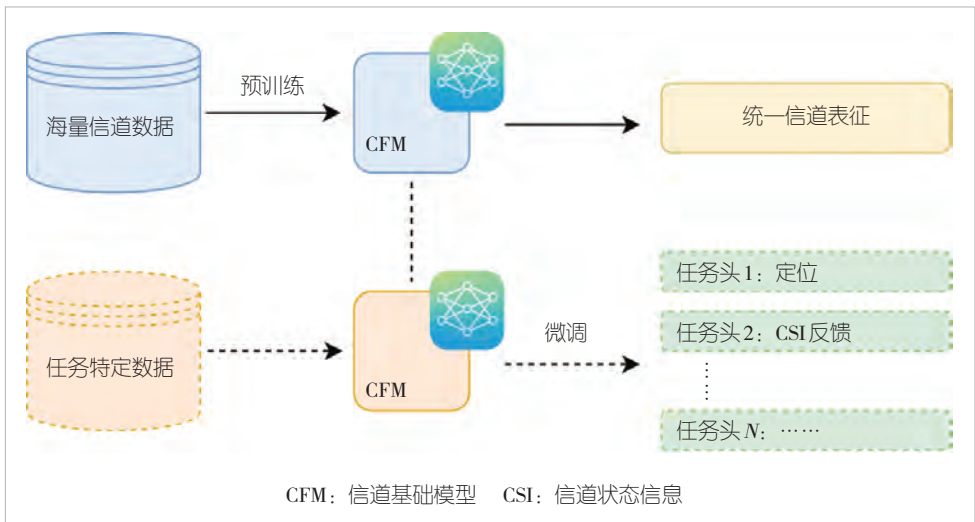 预训练
海量信道数据
CFM
统一信道表征
任务特定数据
CFM
微调
任务头1：定位
任务头2：CSI反馈
……
任务头N：……
CFM：信道基础模型 CSI：信道状态信息